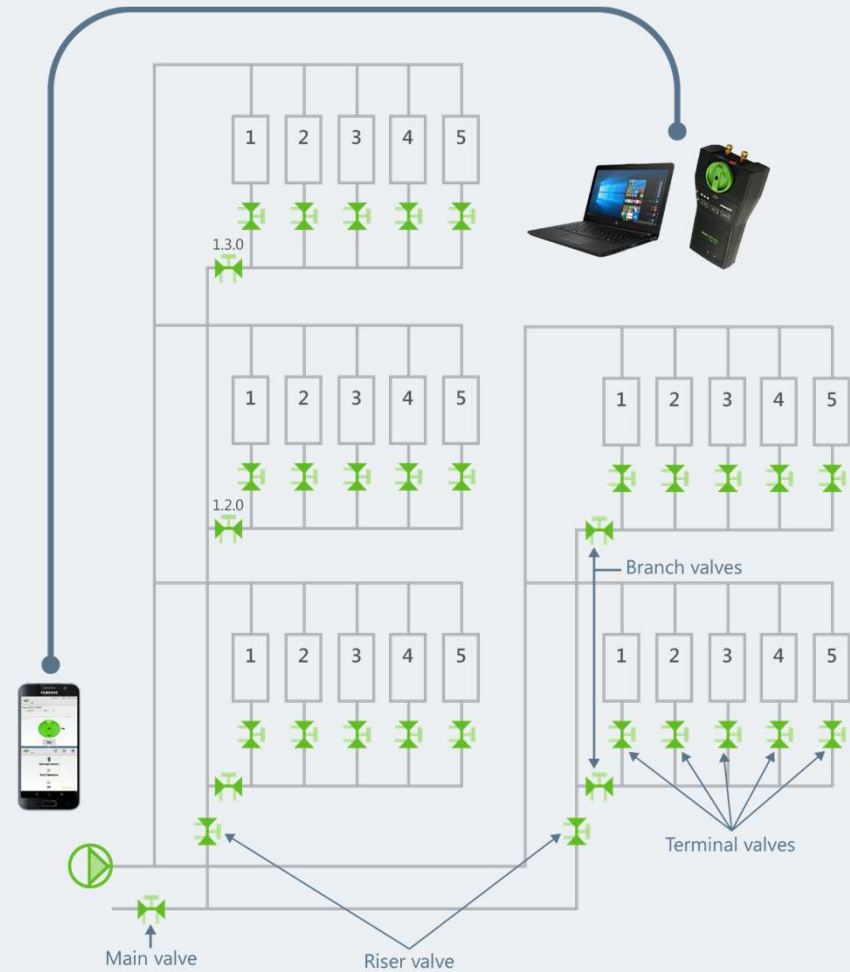 1 2 3 4 5
1.3.0
1 2 3 4 5
1 2 3 4 5
1.2.0
Branch valves
1 2 3 4 5
1 2 3 4 5
SAMSUNG
Terminal valves
Main valve
Riser valve